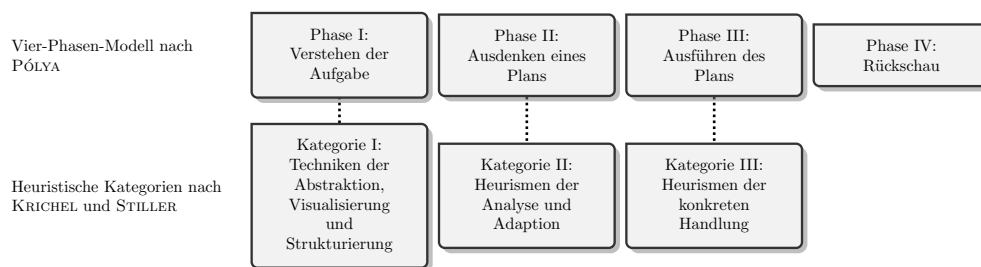 Vier-Phasen-Modell nach
PÓLYA
Phase I:
Verstehen der
Aufgabe
Phase II:
Ausdenken eines
Plans
Phase III:
Ausführen des
Plans
Phase IV:
Rückschau
Heuristische Kategorien nach
KRICHEL und STILLER
Kategorie I:
Techniken der
Abstraktion,
Visualisierung
und
Strukturierung
Kategorie II:
Heurismen der
Analyse und
Adaption
Kategorie III:
Heurismen der
konkreten
Handlung